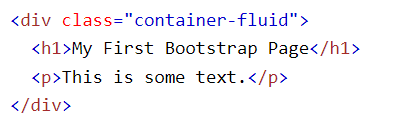 <div class="container-fluid">
  <h1>My First Bootstrap Page</h1>
  <p>This is some text.</p>
</div>